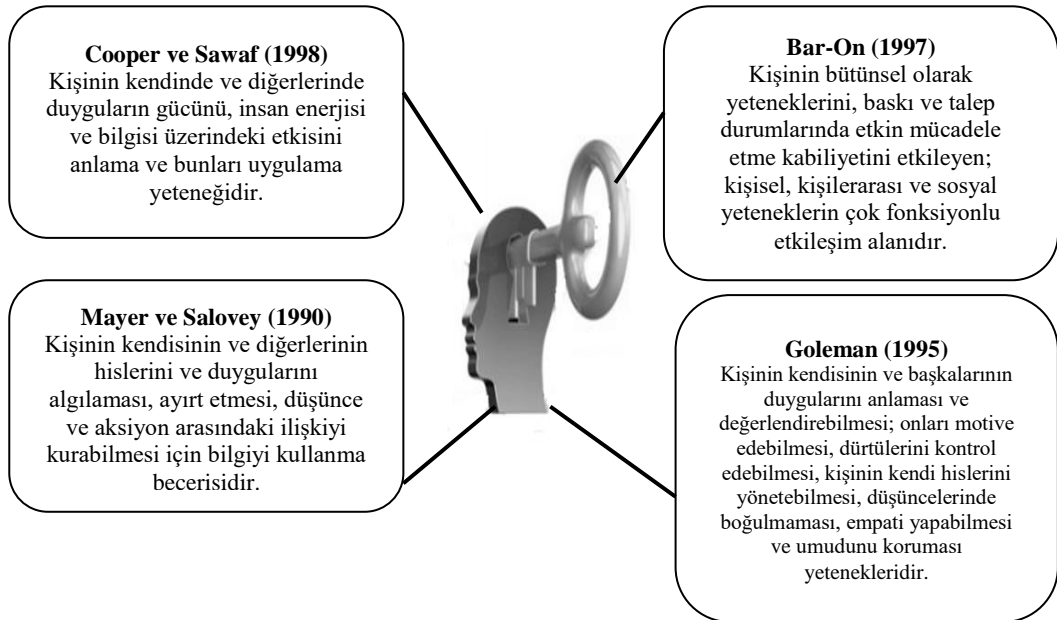 Cooper ve Sawaf (1998)
Kişinin kendinde ve diğerlerinde
duyguların gücünü, insan enerjisi
ve bilgisi üzerindeki etkisini
anlama ve bunları uygulama
yeteneğidir.
Bar-On (1997)
Kişinin bütünsel olarak
yeteneklerini, baskı ve talep
durumlarında etkin mücadele
etme kabiliyetini etkileyen;
kişisel, kişilerarası ve sosyal
yeteneklerin çok fonksiyonlu
etkileşim alanıdır.
Mayer ve Salovey (1990)
Kişinin kendisinin ve diğerlerinin
hislerini ve duygularını
algılaması, ayırt etmesi, düşünce
ve aksiyon arasındaki ilişkiyi
kurabilmesi için bilgiyi kullanma
becerisidir.
Goleman (1995)
Kişinin kendisinin ve başkalarının
duygularını anlaması ve
değerlendirebilmesi; onları motive
edebilmesi, dürtülerini kontrol
edebilmesi, kişinin kendi hislerini
yönetebilmesi, düşüncelerinde
boğulmaması, empati yapabilmesi
ve umudunu koruması
yetenekleridir.